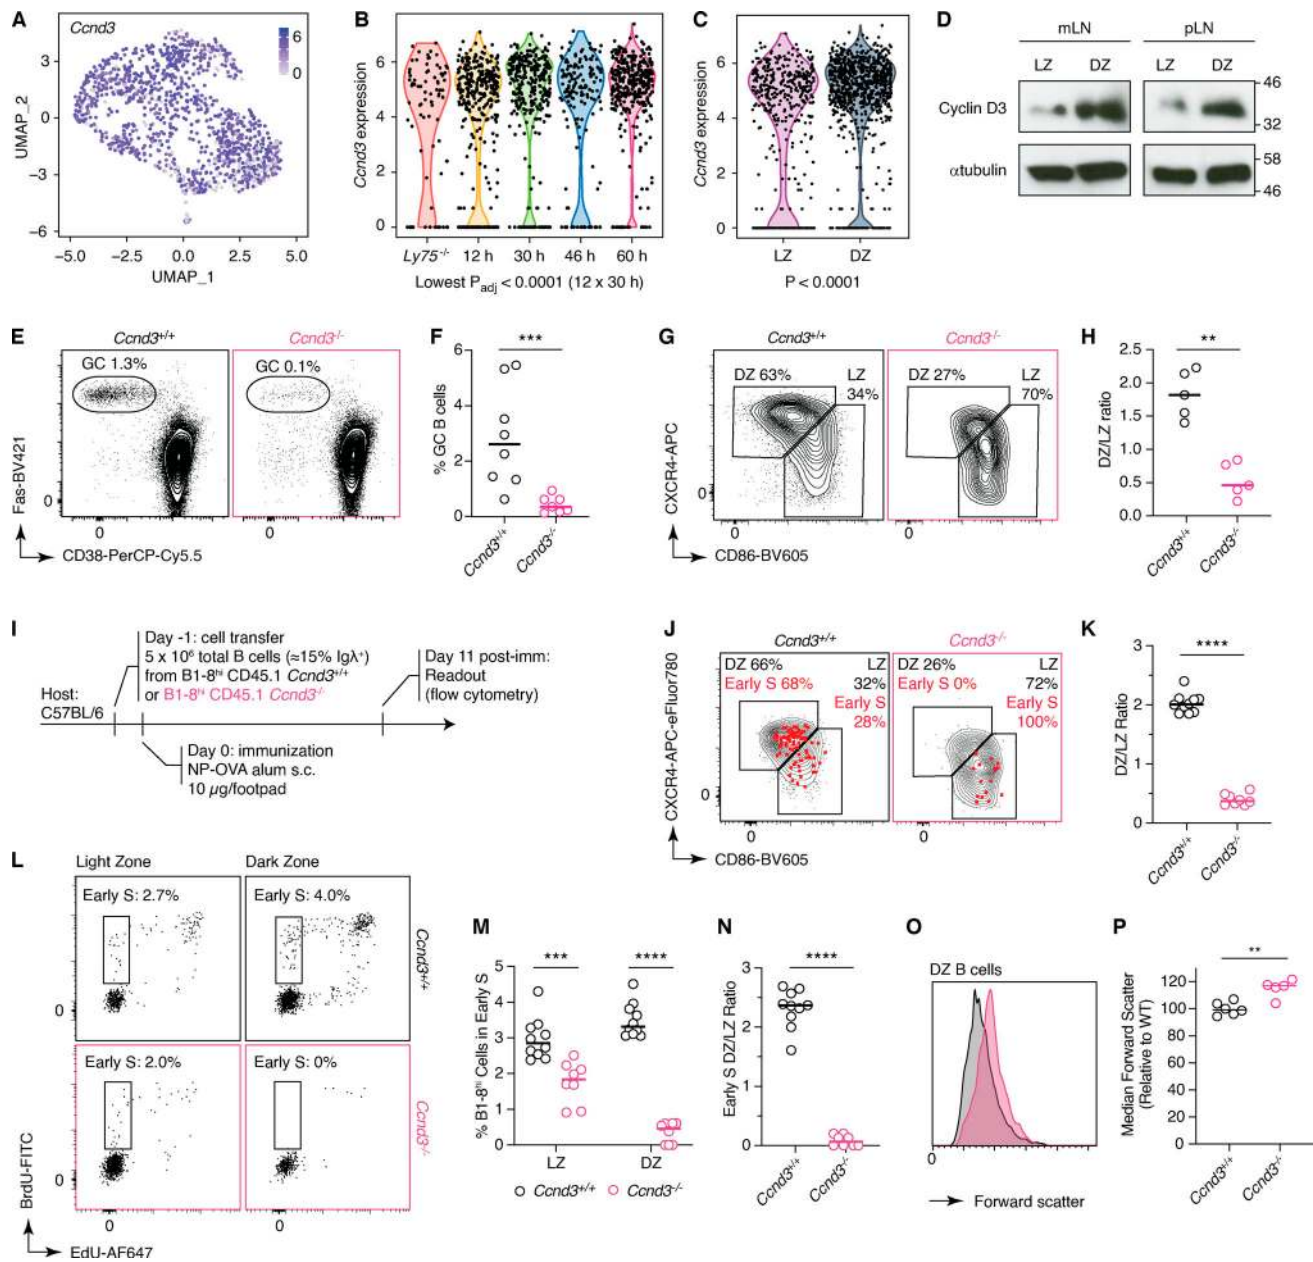 A
Ccnd3
6
0
3
0
−3
−6
UMAP_2
−5.0
−2.5
0.0
2.5
5.0
UMAP_1
B
Ccnd3 expression
6
4
2
0
Ly75-/-
12 h
30 h
46 h
60 h
Lowest Padj < 0.0001 (12 x 30 h)
C
Ccnd3 expression
6
4
2
0
LZ
DZ
P < 0.0001
D
mLN
pLN
LZ
DZ
LZ
DZ
Cyclin D3
46
32
αtubulin
58
46
E
Ccnd3+/+
Ccnd3-/-
GC 1.3%
GC 0.1%
Fas-BV421
0
0
0
CD38-PerCP-Cy5.5
F
***
% GC B cells
6
4
2
0
Ccnd3+/+
Ccnd3-/-
G
Ccnd3+/+
Ccnd3-/-
DZ 63%
LZ
34%
DZ 27%
LZ
70%
CXCR4-APC
0
0
0
CD86-BV605
H
**
DZ/LZ ratio
2.5
2.0
1.5
1.0
0.5
0.0
Ccnd3+/+
Ccnd3-/-
I
Host:
C57BL/6
Day -1: cell transfer
5 x 10⁶ total B cells (≈15% Igλ+)
from B1-8hi CD45.1 Ccnd3+/+
or B1-8hi CD45.1 Ccnd3-/-
Day 0: immunization
NP-OVA alum s.c.
10 µg/footpad
Day 11 post-imm:
Readout
(flow cytometry)
J
Ccnd3+/+
Ccnd3-/-
DZ 66%
Early S 68%
LZ
32%
Early S
28%
DZ 26%
Early S 0%
LZ
72%
Early S
100%
CXCR4-APC-eFluor780
0
0
0
CD86-BV605
K
****
DZ/LZ Ratio
3
2
1
0
Ccnd3+/+
Ccnd3-/-
L
Light Zone
Dark Zone
Early S: 2.7%
Early S: 4.0%
Ccnd3+/+
0
Early S: 2.0%
Early S: 0%
Ccnd3-/-
0
BrdU-FITC
0
0
EdU-AF647
M
***
****
% B1-8hi Cells in Early S
5
4
3
2
1
0
LZ
DZ
Ccnd3+/+
Ccnd3-/-
N
****
Early S DZ/LZ Ratio
3
2
1
0
Ccnd3+/+
Ccnd3-/-
O
DZ B cells
0
Forward scatter
P
**
Median Forward Scatter
(Relative to WT)
120
100
80
60
40
20
0
Ccnd3+/+
Ccnd3-/-